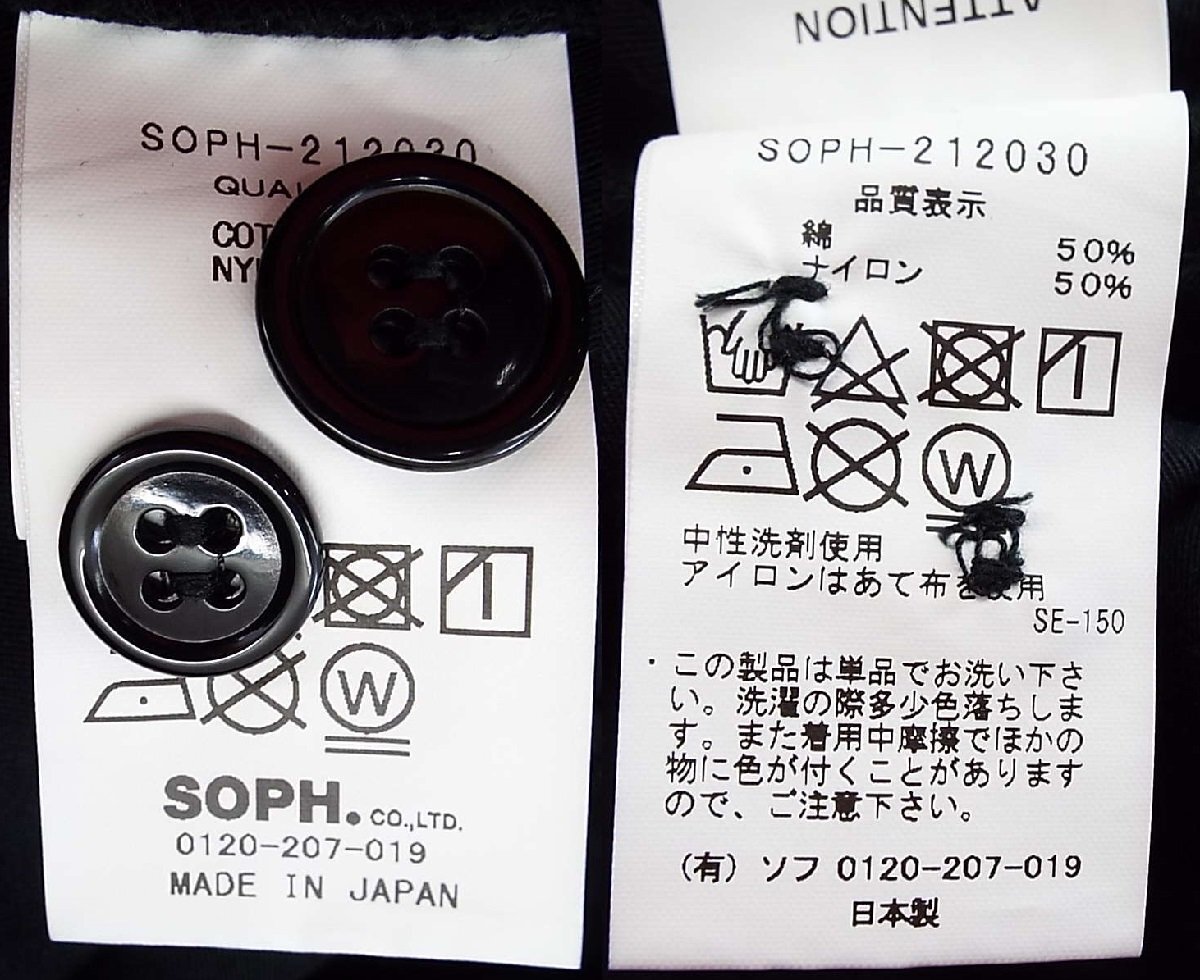 SOPH-212030
SOPH.CO.,LTD.
0120-207-019
MADE IN JAPAN
ATTENTION
SOPH-212030
品質表示
綿 50%
ナイロン 50%
W
W
中性洗剤使用
アイロンはあて布を使用
SE-150
・この製品は単品でお洗い下さ
い。洗濯の際多少色落ちしま
す。また着用中摩擦でほかの
物に色が付くことがあります
ので、ご注意下さい。
(有) ソフ 0120-207-019
日本製